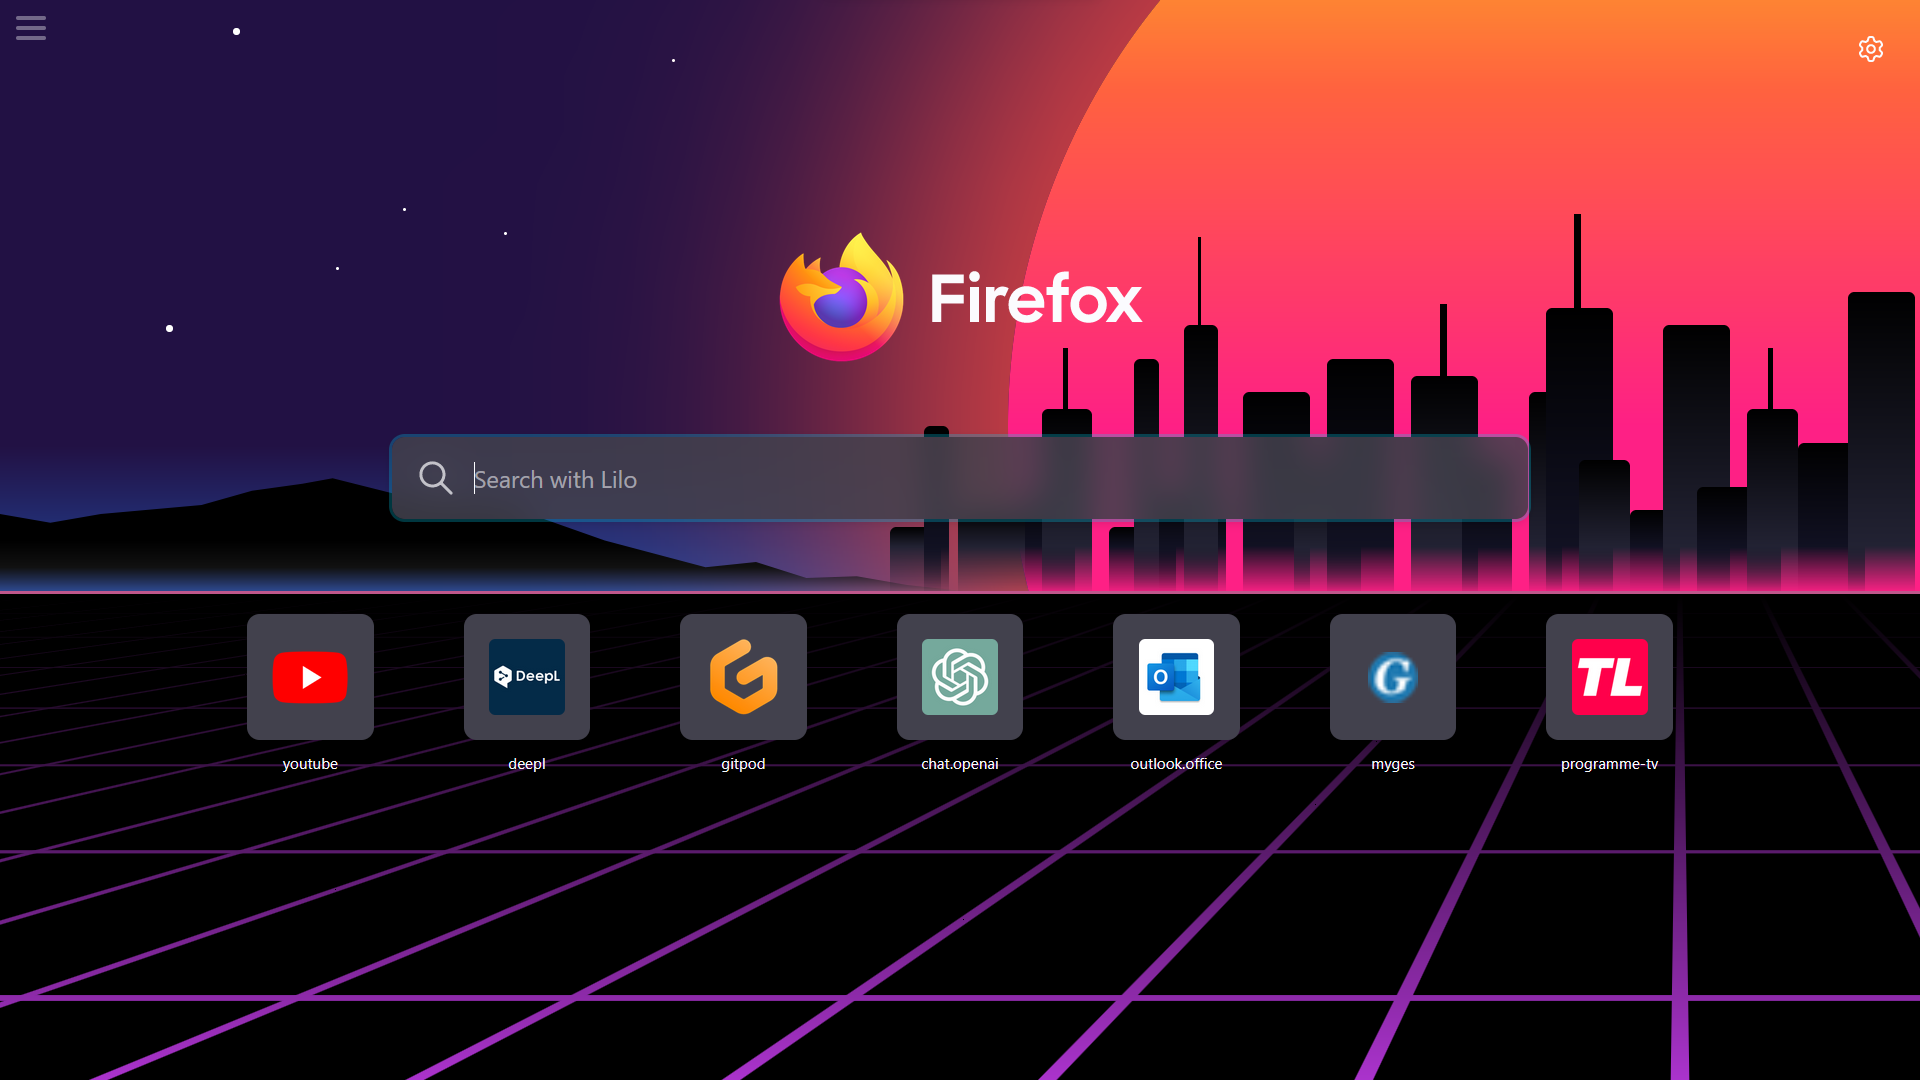 Firefox
Search with Lilo
DeepL
O
G
TL
youtube
deepl
gitpod
chat.openai
outlook.office
myges
programme-tv